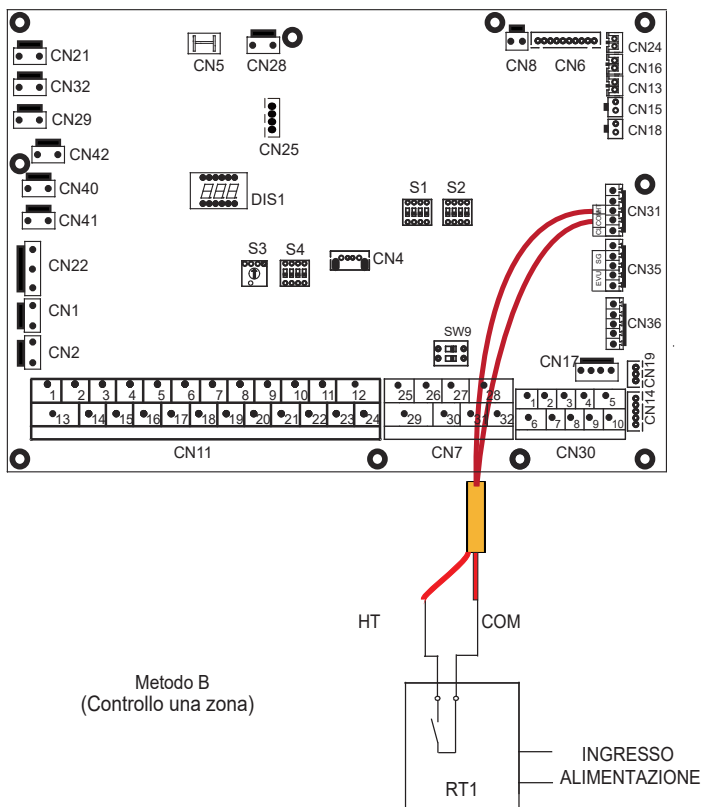 CN21
CN5
CN28
CN8
CN6
CN24
CN16
CN13
CN15
CN18
CN32
CN29
CN25
CN42
CN40
CN41
DIS1
S1
S2
CN31
CL COM H
CN22
S3
S4
CN4
SG
EVU
CN35
CN1
CN36
CN2
SW9
CN17
CN19
CN14
1 2 3 4 5 6 7 8 9 10 11 12
13 14 15 16 17 18 19 20 21 22 23 24
CN11
25 26 27 28
29 30 31 32
CN7
1 2 3 4 5
6 7 8 9 10
CN30
HT
COM
Metodo B
(Controllo una zona)
RT1
INGRESSO
ALIMENTAZIONE